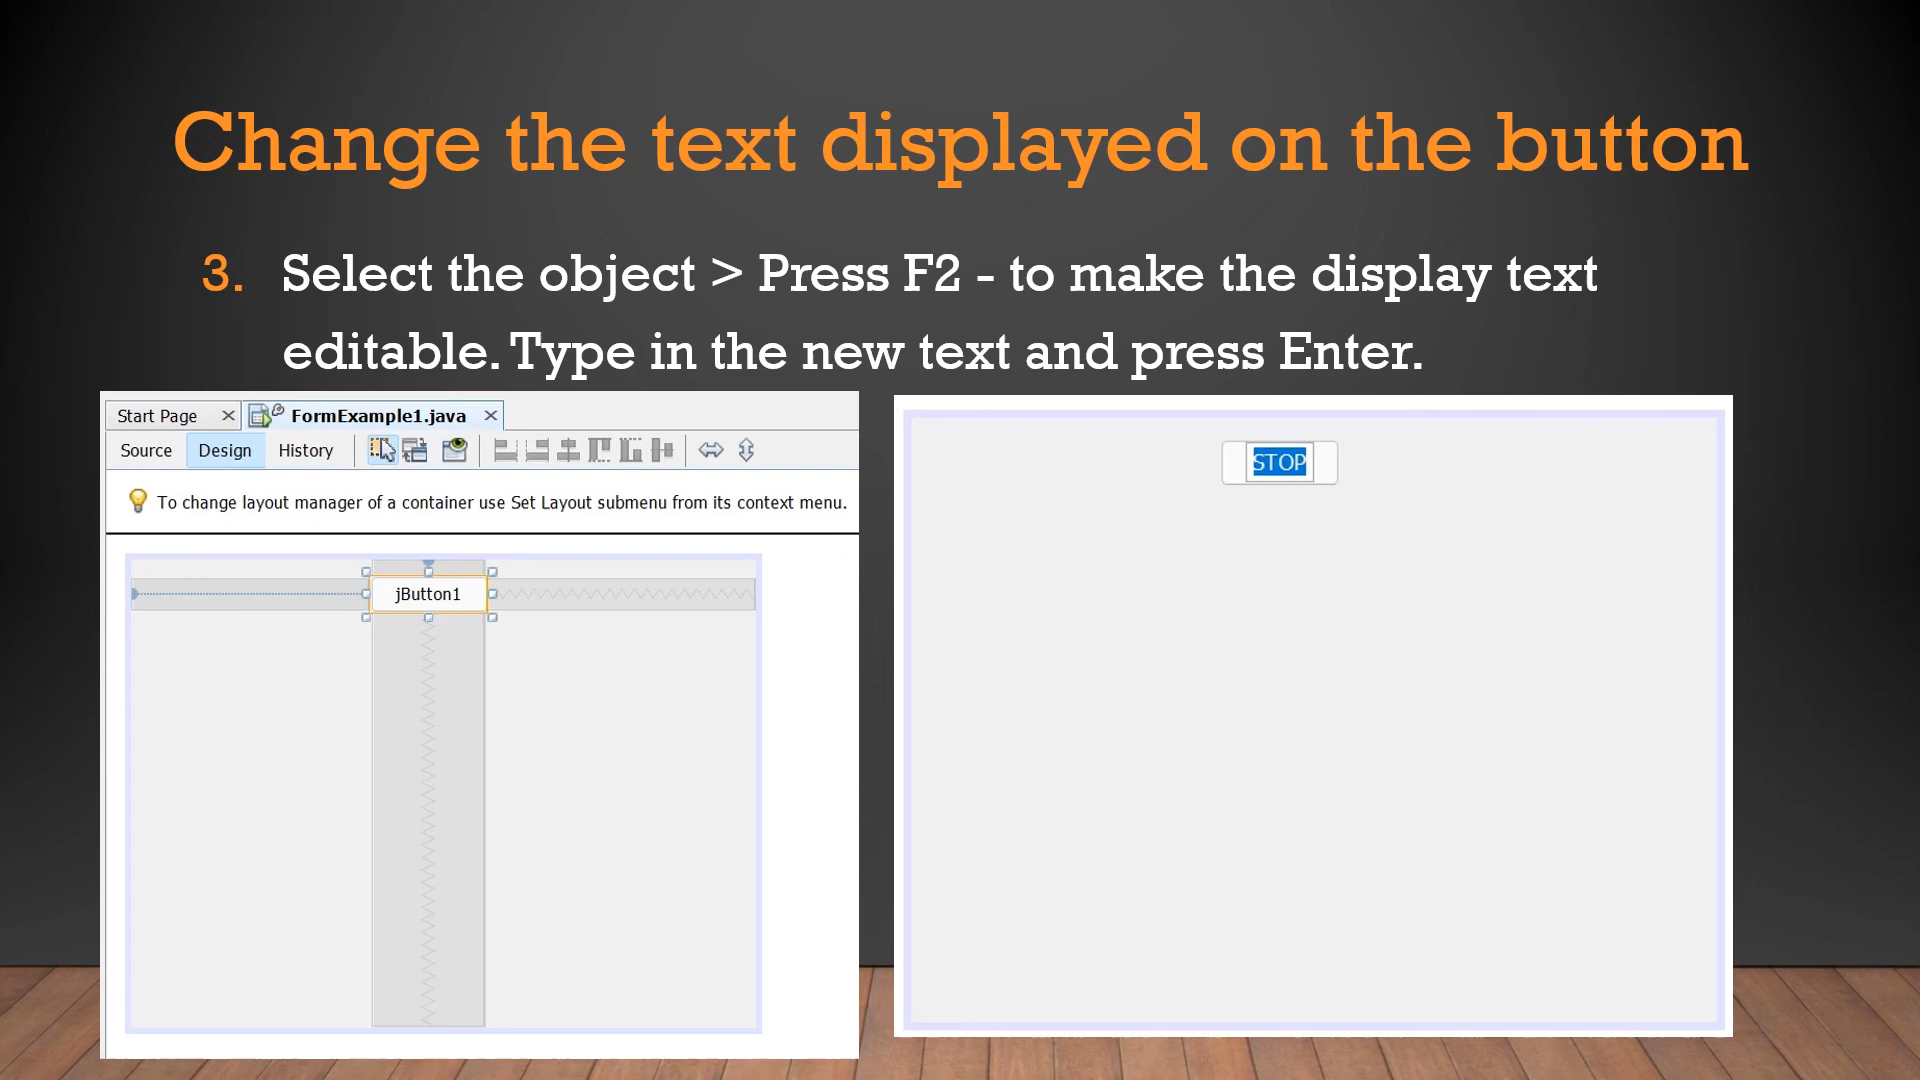 Change the text displayed on the button
3. Select the object > Press F2 - to make the display text
editable. Type in the new text and press Enter.
Start Page
FormExample1.java
Source Design History
To change layout manager of a container use Set Layout submenu from its context menu.
jButton1
STOP